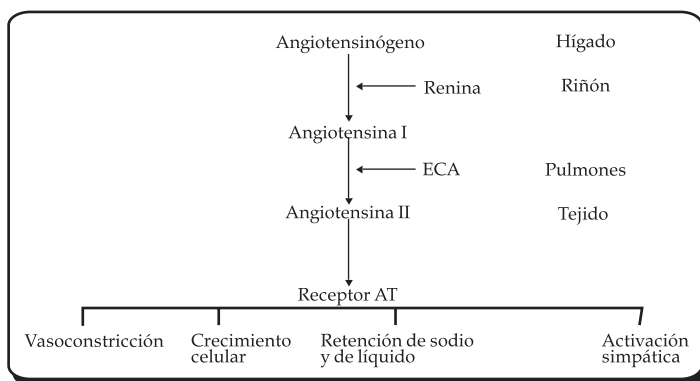 Angiotensinógeno Hígado
Renina Riñón
Angiotensina I
ECA Pulmones
Angiotensina II Tejido
Receptor AT
Vasoconstricción
Crecimiento
celular
Retención de sodio
y de líquido
Activación
simpática